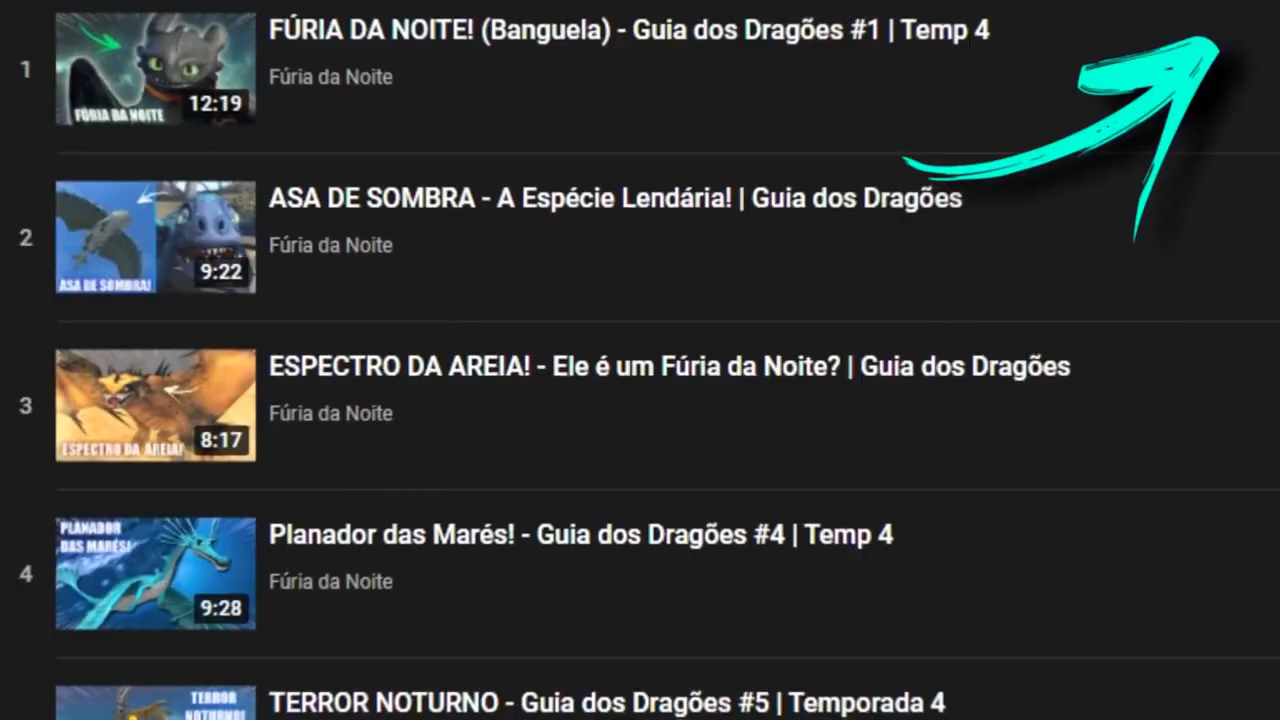 1
FÚRIA DA NOITE
12:19
FÚRIA DA NOITE! (Banguela) - Guia dos Dragões #1 | Temp 4
Fúria da Noite
2
ASA DE SOMBRA!
9:22
ASA DE SOMBRA - A Espécie Lendária! | Guia dos Dragões
Fúria da Noite
3
ESPECTRO DA AREIA!
8:17
ESPECTRO DA AREIA! - Ele é um Fúria da Noite? | Guia dos Dragões
Fúria da Noite
4
PLANADOR
DAS MARÉS!
9:28
Planador das Marés! - Guia dos Dragões #4 | Temp 4
Fúria da Noite
TERROR
NOTURNO!
TERROR NOTURNO - Guia dos Dragões #5 | Temporada 4